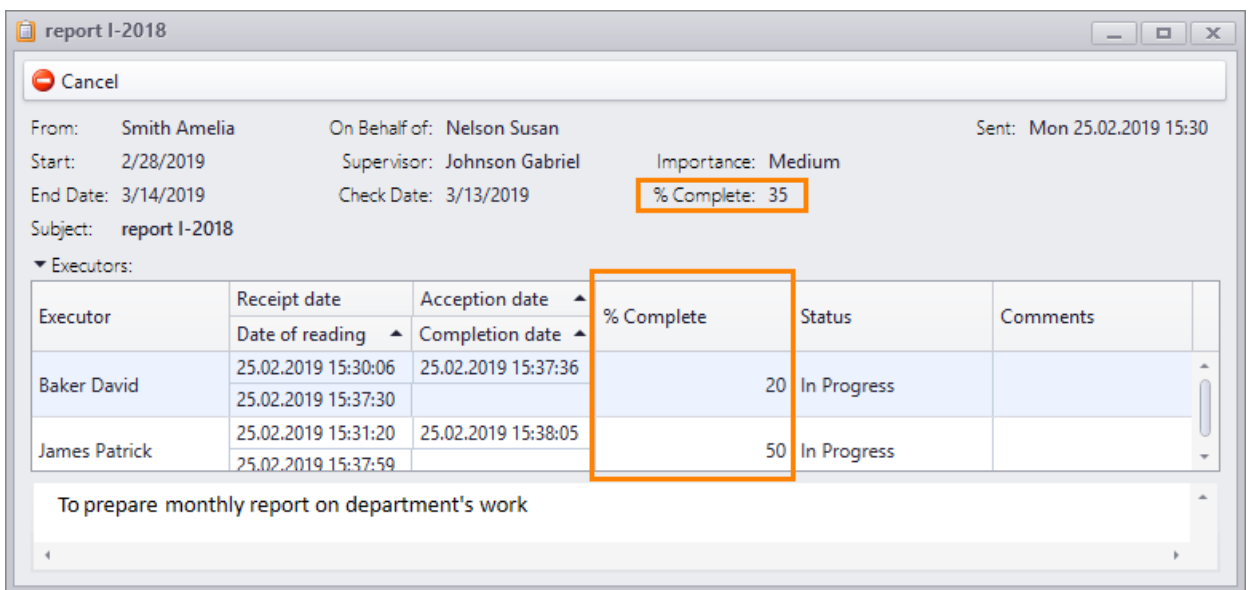 report I-2018
Cancel
From: Smith Amelia On Behalf of: Nelson Susan Sent: Mon 25.02.2019 15:30
Start: 2/28/2019 Supervisor: Johnson Gabriel Importance: Medium
End Date: 3/14/2019 Check Date: 3/13/2019 % Complete: 35
Subject: report I-2018
Executors:
Executor Receipt date Acception date % Complete Status Comments
Date of reading Completion date
Baker David 25.02.2019 15:30:06 25.02.2019 15:37:36 20 In Progress
25.02.2019 15:37:30
James Patrick 25.02.2019 15:31:20 25.02.2019 15:38:05 50 In Progress
25.02.2019 15:37:59
To prepare monthly report on department's work